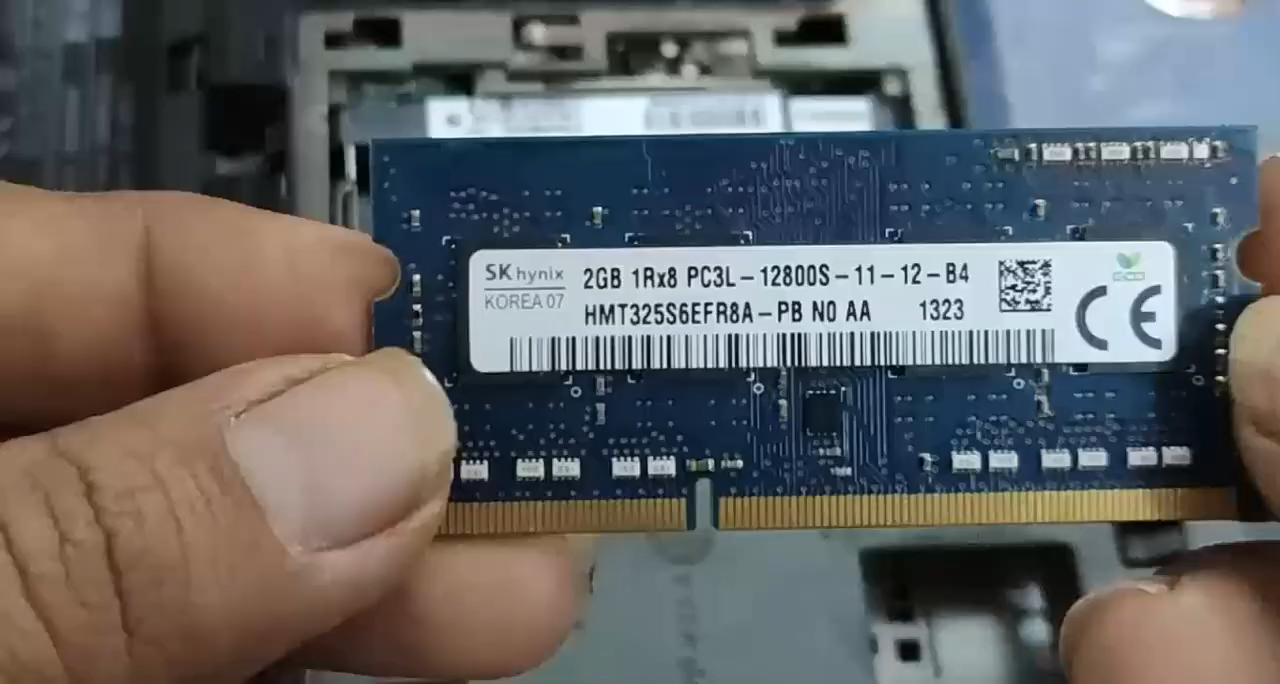 SK hynix
KOREA 07
2GB 1Rx8 PC3L-12800S-11-12-B4
HMT325S6EFR8A-PB N0 AA 1323
CE